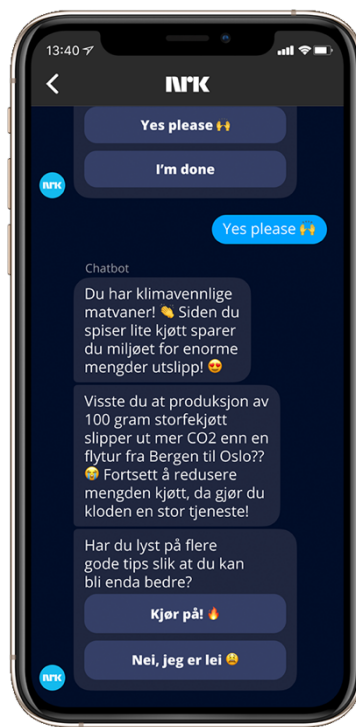 13:40
NRK
Yes please 🙌
I'm done
NRK
Yes please 🙌
Chatbot
Du har klimavennlige
matvaner! 👏 Siden du
spiser lite kjøtt sparer
du miljøet for enorme
mengder utslipp! 😍
Visste du at produksjon av
100 gram storfekjøtt
slipper ut mer CO2 enn en
flytur fra Bergen til Oslo??
😭 Fortsett å redusere
mengden kjøtt, da gjør du
kloden en stor tjeneste!
Har du lyst på flere
gode tips slik at du kan
bli enda bedre?
Kjør på! 🔥
Nei, jeg er lei 😩
NRK